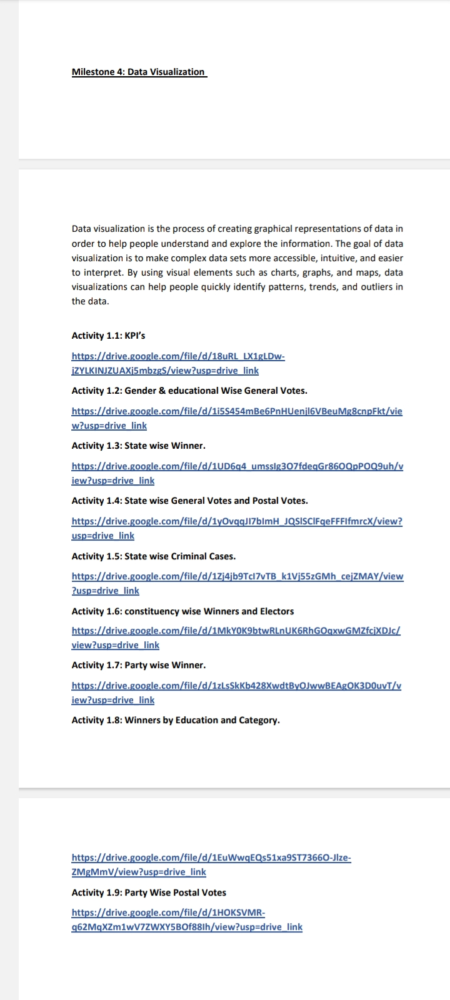 Milestone 4: Data Visualization
Data visualization is the process of creating graphical representations of data in
order to help people understand and explore the information. The goal of data
visualization is to make complex data sets more accessible, intuitive, and easier
to interpret. By using visual elements such as charts, graphs, and maps, data
visualizations can help people quickly identify patterns, trends, and outliers in
the data.
Activity 1.1: KPI’s
https://drive.google.com/file/d/18uRL_LX1gLDw-
jZYLKINJZUAXj5mbzgS/view?usp=drive_link
Activity 1.2: Gender & educational Wise General Votes.
https://drive.google.com/file/d/1i5S454mBe6PnHUenjl6VBeuMg8cnpFkt/vie
w?usp=drive_link
Activity 1.3: State wise Winner.
https://drive.google.com/file/d/1UD6q4_umssIg3O7fdeqGr86OQpPOQ9uh/v
iew?usp=drive_link
Activity 1.4: State wise General Votes and Postal Votes.
https://drive.google.com/file/d/1yOvqqJI7bImH_JQSlSClFqeFFFIfmrcX/view?
usp=drive_link
Activity 1.5: State wise Criminal Cases.
https://drive.google.com/file/d/1Zj4jb9TcI7vTB_k1Vj55zGMh_cejZMAY/view
?usp=drive_link
Activity 1.6: constituency wise Winners and Electors
https://drive.google.com/file/d/1MkY0K9btwRLnUK6RhGOqxwGMZfcjXDJc/
view?usp=drive_link
Activity 1.7: Party wise Winner.
https://drive.google.com/file/d/1zLsSkKb428XwdtByOJwwBEAgOK3D0uvT/v
iew?usp=drive_link
Activity 1.8: Winners by Education and Category.
https://drive.google.com/file/d/1EuWwqEQs51xa9ST7366O-Jlze-
ZMgMmV/view?usp=drive_link
Activity 1.9: Party Wise Postal Votes
https://drive.google.com/file/d/1HOKSVMR-
q62MqXZm1wV7ZWXY5BOf88Ih/view?usp=drive_link